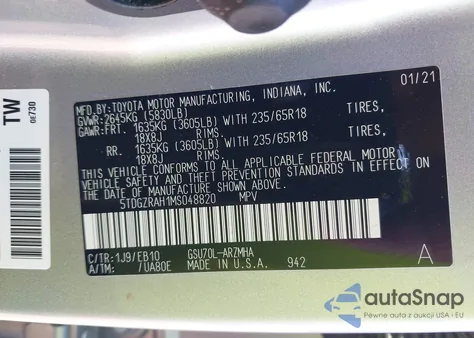 TW
0E730
MFD.BY: TOYOTA MOTOR MANUFACTURING, INDIANA, INC. 01/21
GVWR: 2645KG (5830LB)
GAWR: FRT. 1635KG (3605LB) WITH 235/65R18 TIRES,
18X8J RIMS.
RR. 1635KG (3605LB) WITH 235/65R18 TIRES,
18X8J RIMS.
THIS VEHICLE CONFORMS TO ALL APPLICABLE FEDERAL MOTOR
VEHICLE SAFETY AND THEFT PREVENTION STANDARDS IN EFFECT ON
THE DATE OF MANUFACTURE SHOWN ABOVE.
5TDGZRAH1MS048820 MPV
C/TR: 1J9/EB10 GSU70L-ARZMHA
A/TM: /UA80E MADE IN U.S.A. 942 A
autoSnap
Pewne auta z aukcji USA i EU